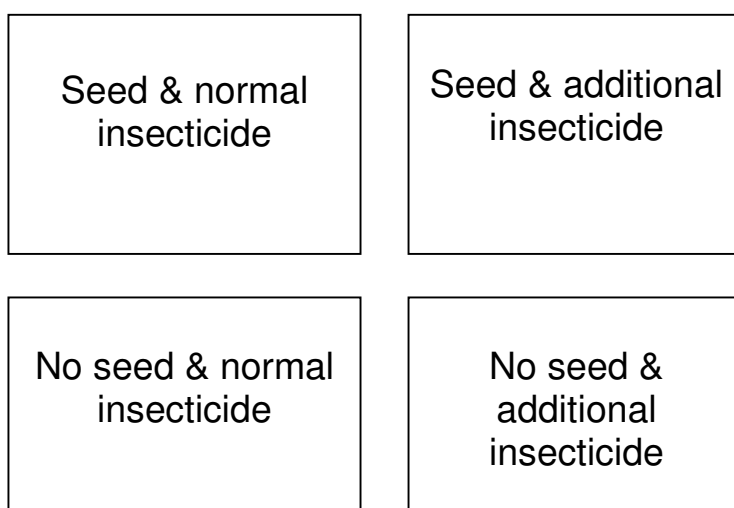 Seed & normal
insecticide
Seed & additional
insecticide
No seed & normal
insecticide
No seed &
additional
insecticide